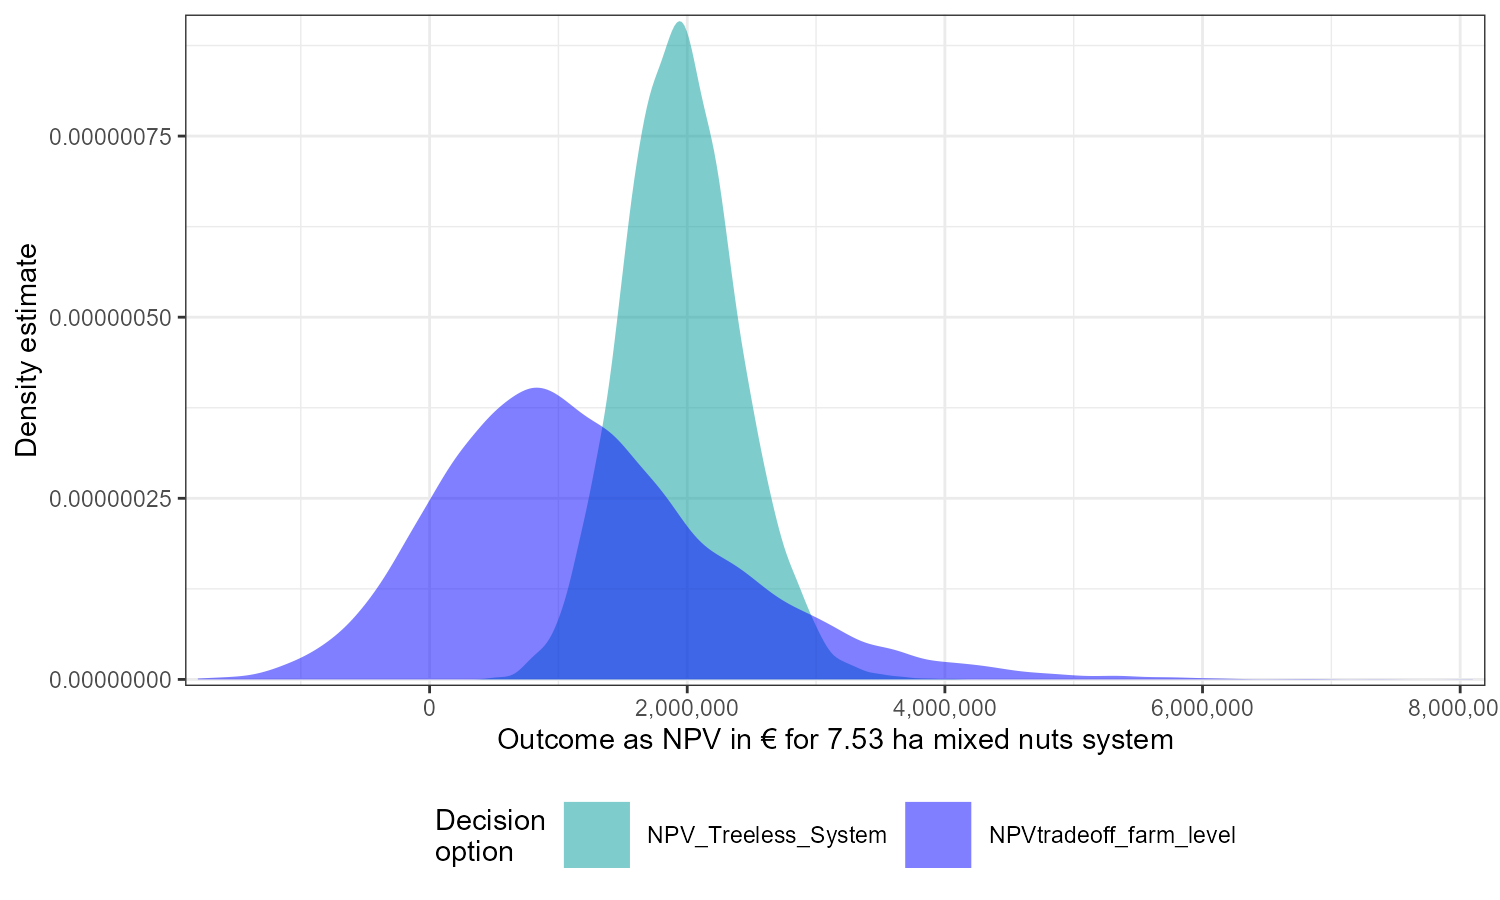 Density estimate
0.00000075
0.00000050
0.00000025
0.00000000
0 2,000,000 4,000,000 6,000,000 8,000,00
Outcome as NPV in € for 7.53 ha mixed nuts system
Decision
option
NPV_Treeless_System NPVtradeoff_farm_level